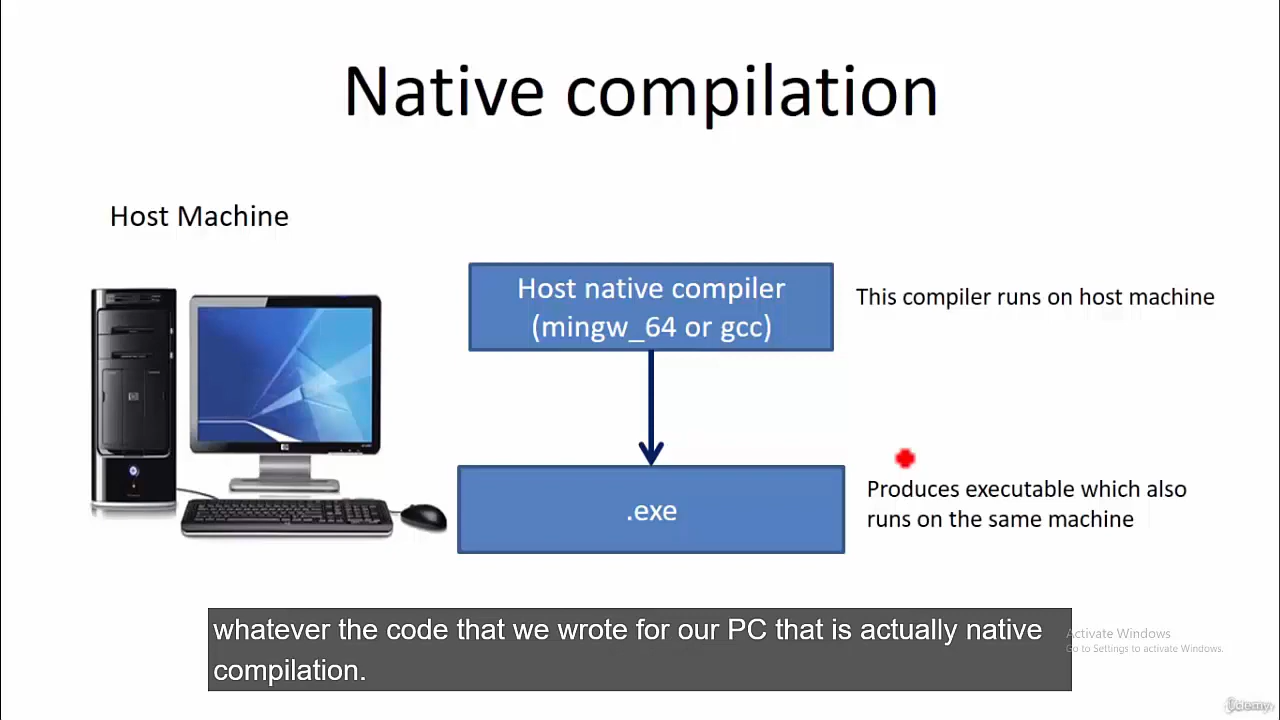 Native compilation
Host Machine
Host native compiler
(mingw_64 or gcc)
This compiler runs on host machine
.exe
Produces executable which also
runs on the same machine
whatever the code that we wrote for our PC that is actually native
compilation.
Activate Windows
Go to Settings to activate Windows.
Udemy